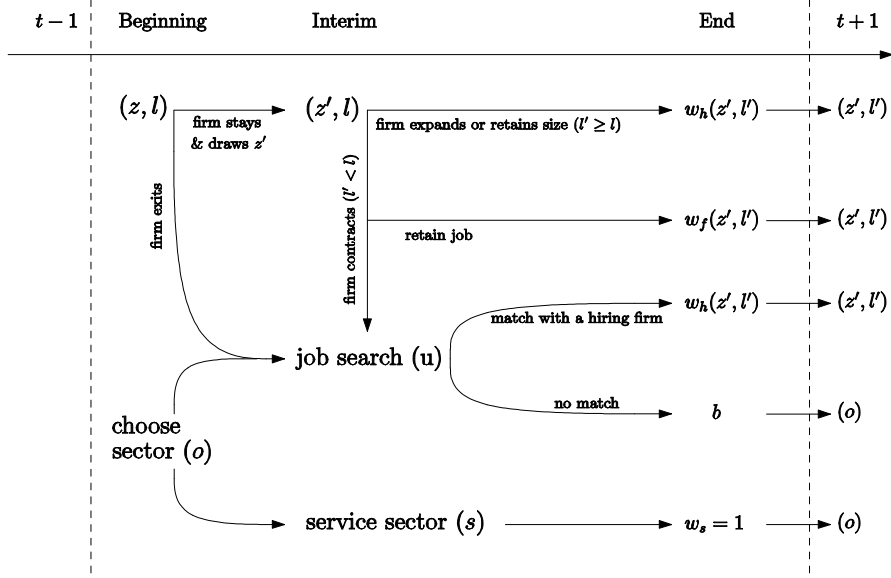 t − 1 Beginning Interim End t + 1
(z, l) (z′, l) w_h(z′, l′) (z′, l′)
firm stays
& draws z′
firm expands or retains size (l′ ≥ l)
firm exits
firm contracts (l′ < l)
w_f(z′, l′) (z′, l′)
retain job
w_h(z′, l′) (z′, l′)
match with a hiring firm
job search (u)
no match
b (o)
choose
sector (o)
service sector (s) w_s = 1 (o)